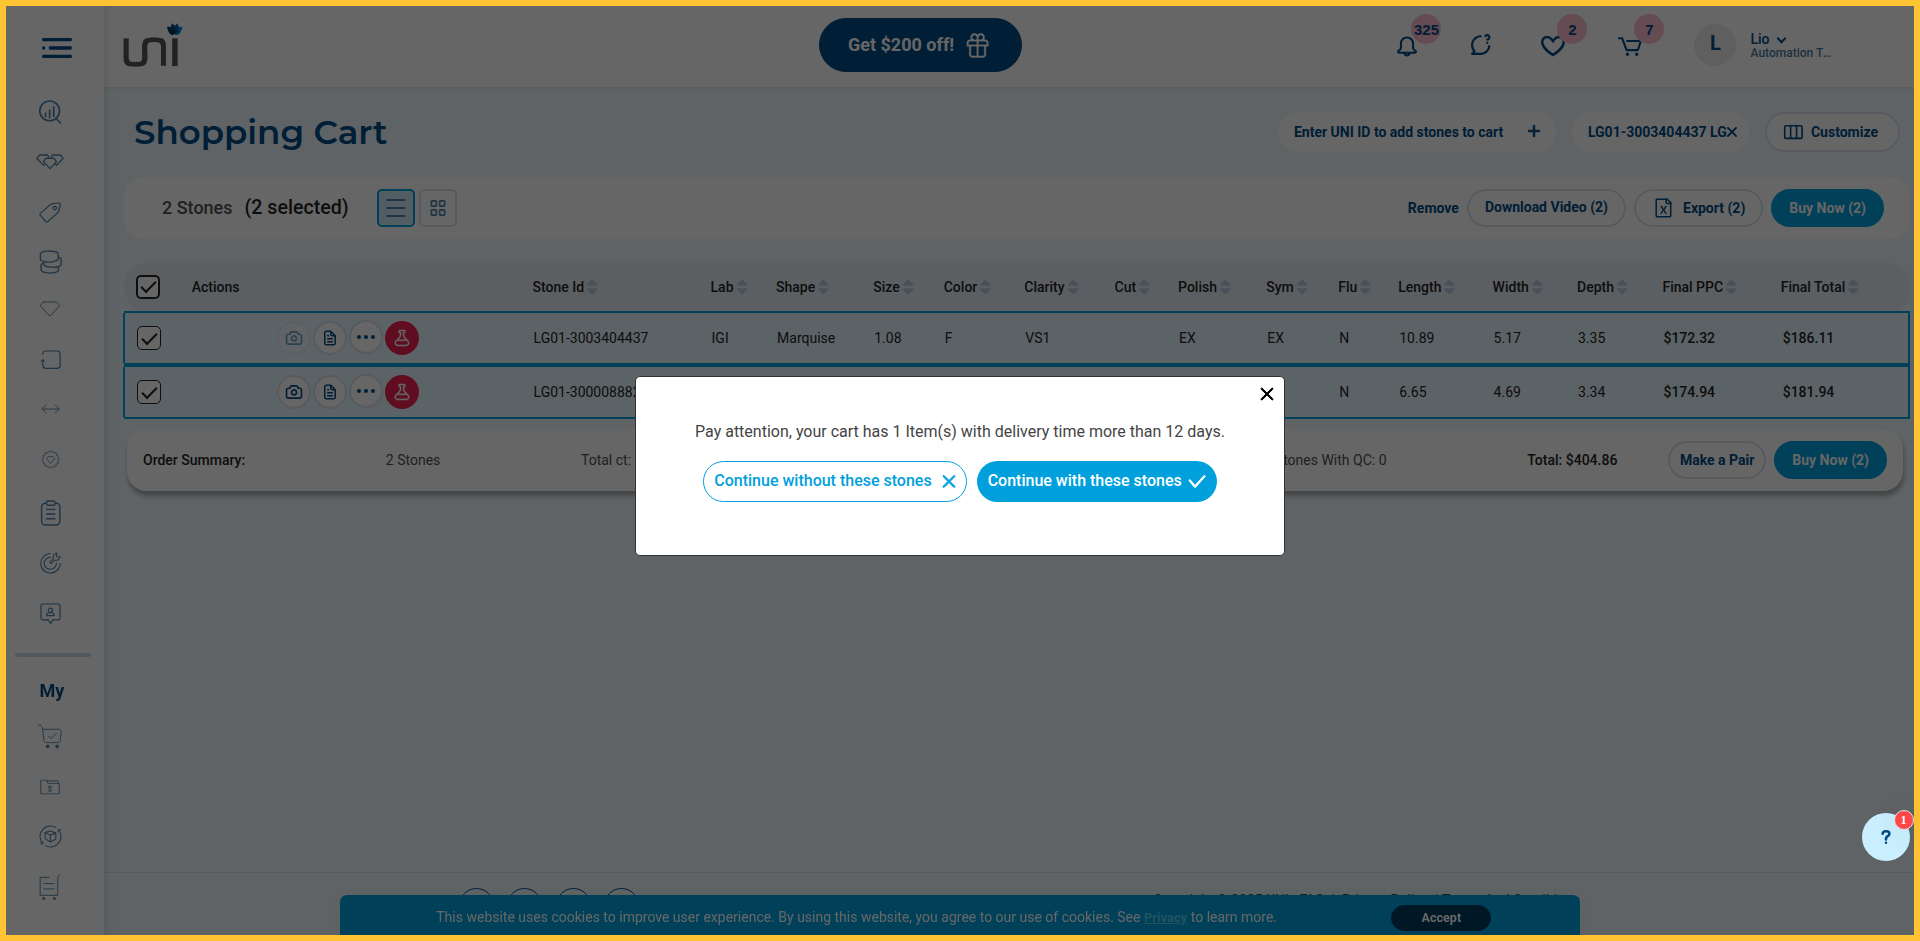 uni
Get $200 off!
325
2
7
L
Lio
Automation T...
Shopping Cart
Enter UNI ID to add stones to cart
LG01-3003404437 LG
Customize
2 Stones (2 selected)
Remove
Download Video (2)
Export (2)
Buy Now (2)
Actions Stone Id Lab Shape Size Color Clarity Cut Polish Sym Flu Length Width Depth Final PPC Final Total
LG01-3003404437 IGI Marquise 1.08 F VS1 EX EX N 10.89 5.17 3.35 $172.32 $186.11
LG01-300008882 N 6.65 4.69 3.34 $174.94 $181.94
Pay attention, your cart has 1 Item(s) with delivery time more than 12 days.
Continue without these stones
Continue with these stones
Order Summary: 2 Stones Total ct: tones With QC: 0 Total: $404.86
Make a Pair
Buy Now (2)
My
?
1
This website uses cookies to improve user experience. By using this website, you agree to our use of cookies. See Privacy to learn more.
Accept